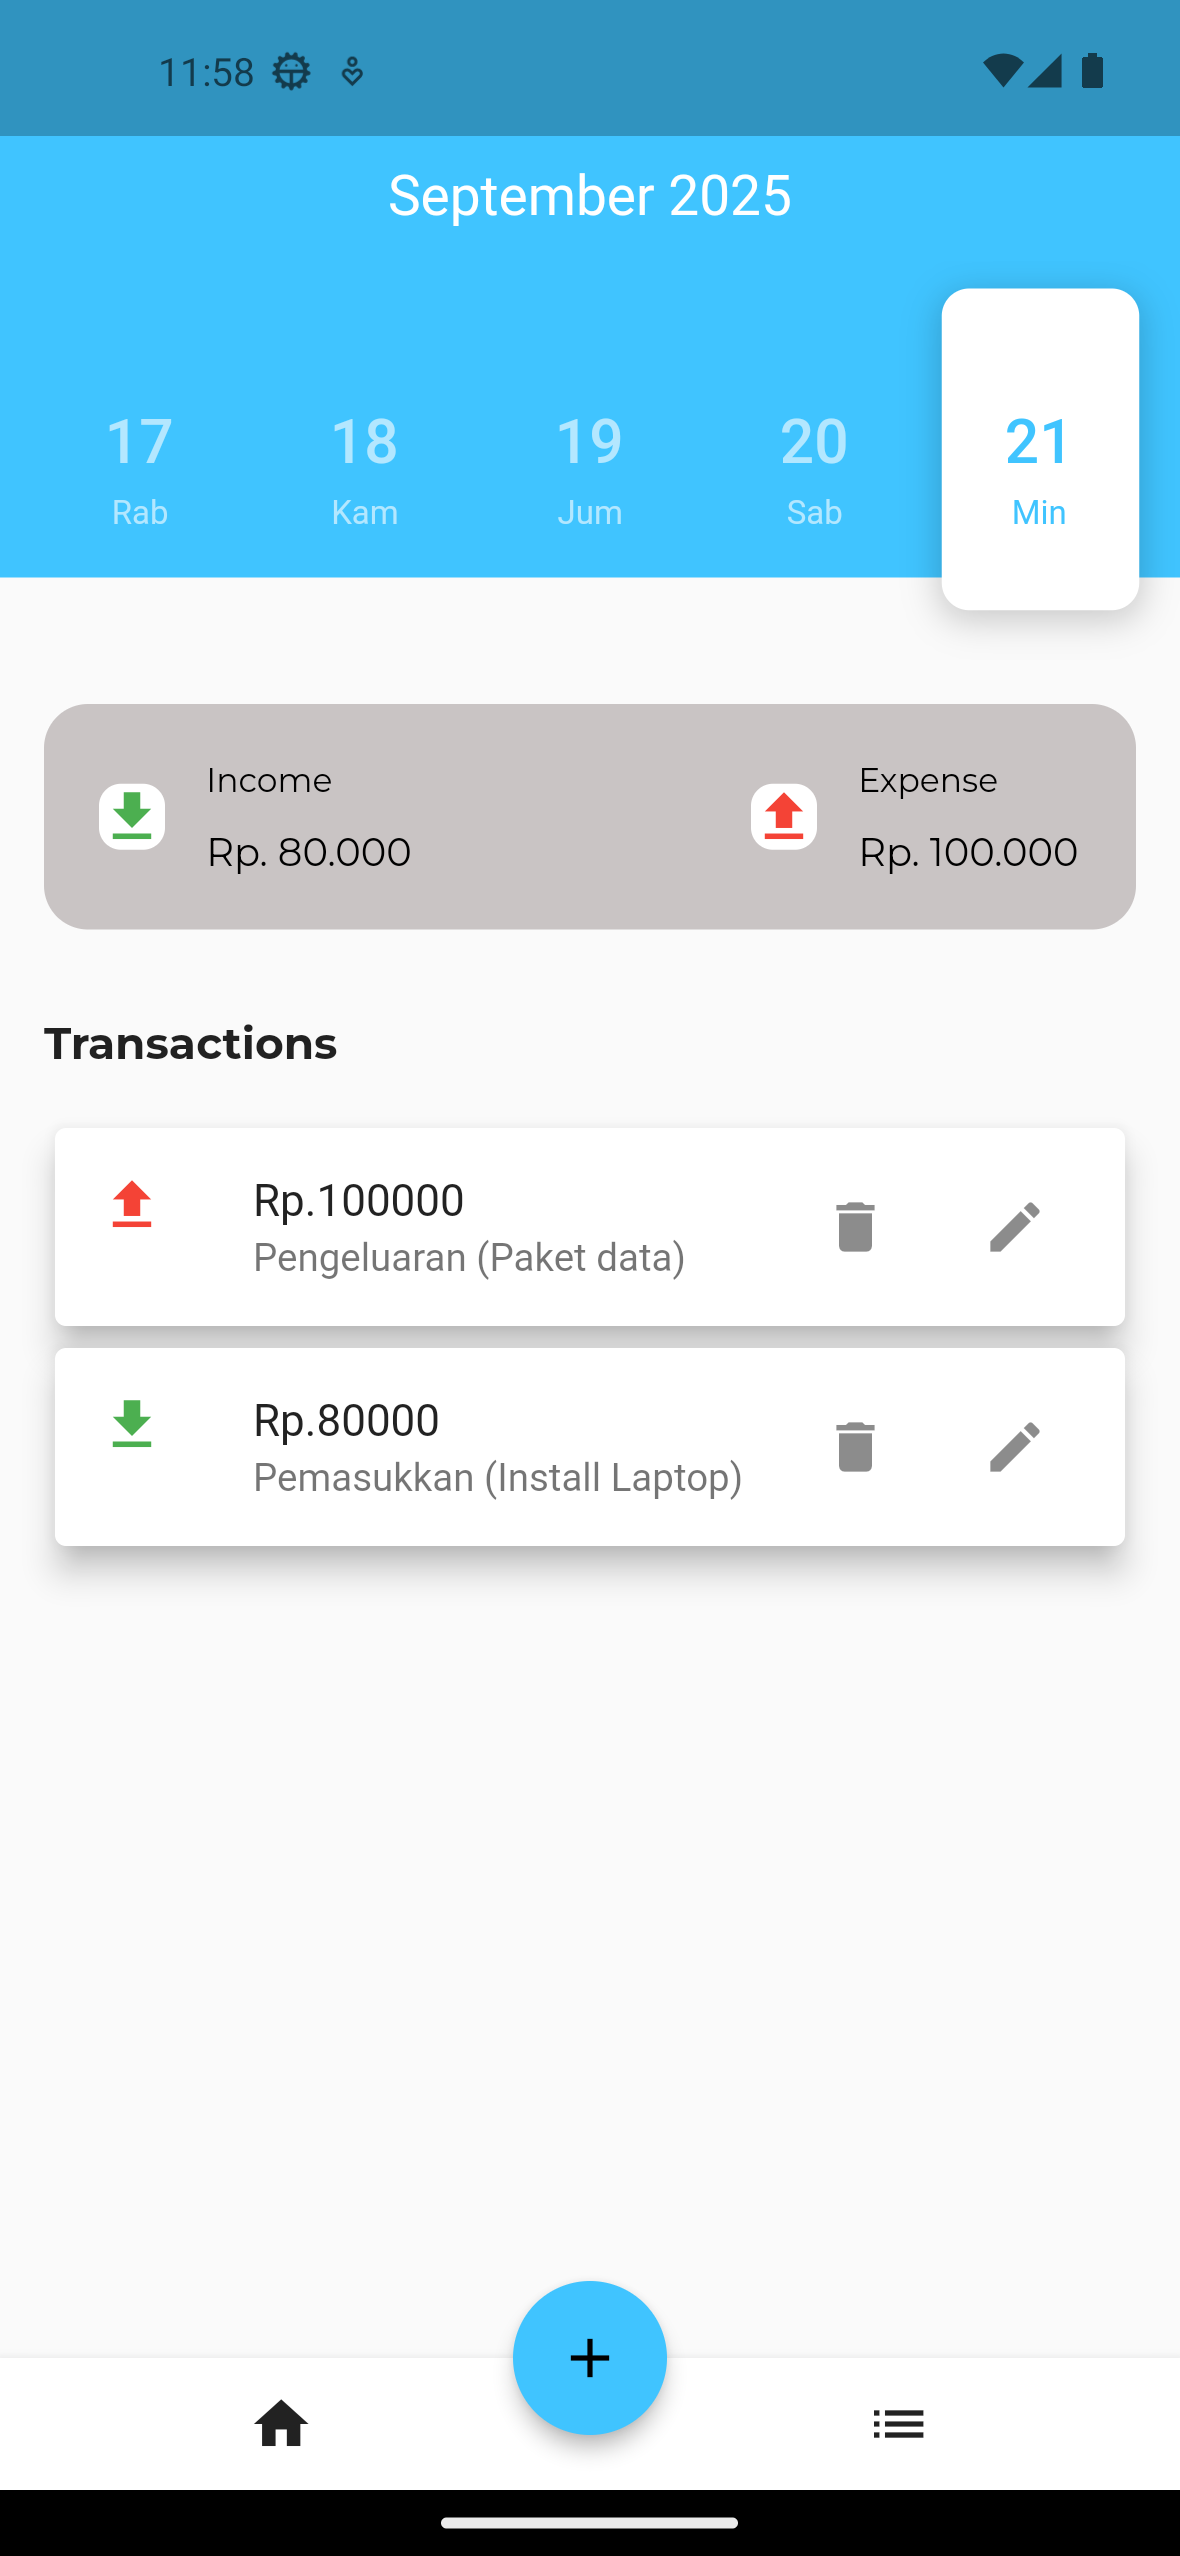 11:58
September 2025
17 18 19 20 21
Rab Kam Jum Sab Min
Income Expense
Rp. 80.000 Rp. 100.000
Transactions
Rp.100000
Pengeluaran (Paket data)
Rp.80000
Pemasukkan (Install Laptop)